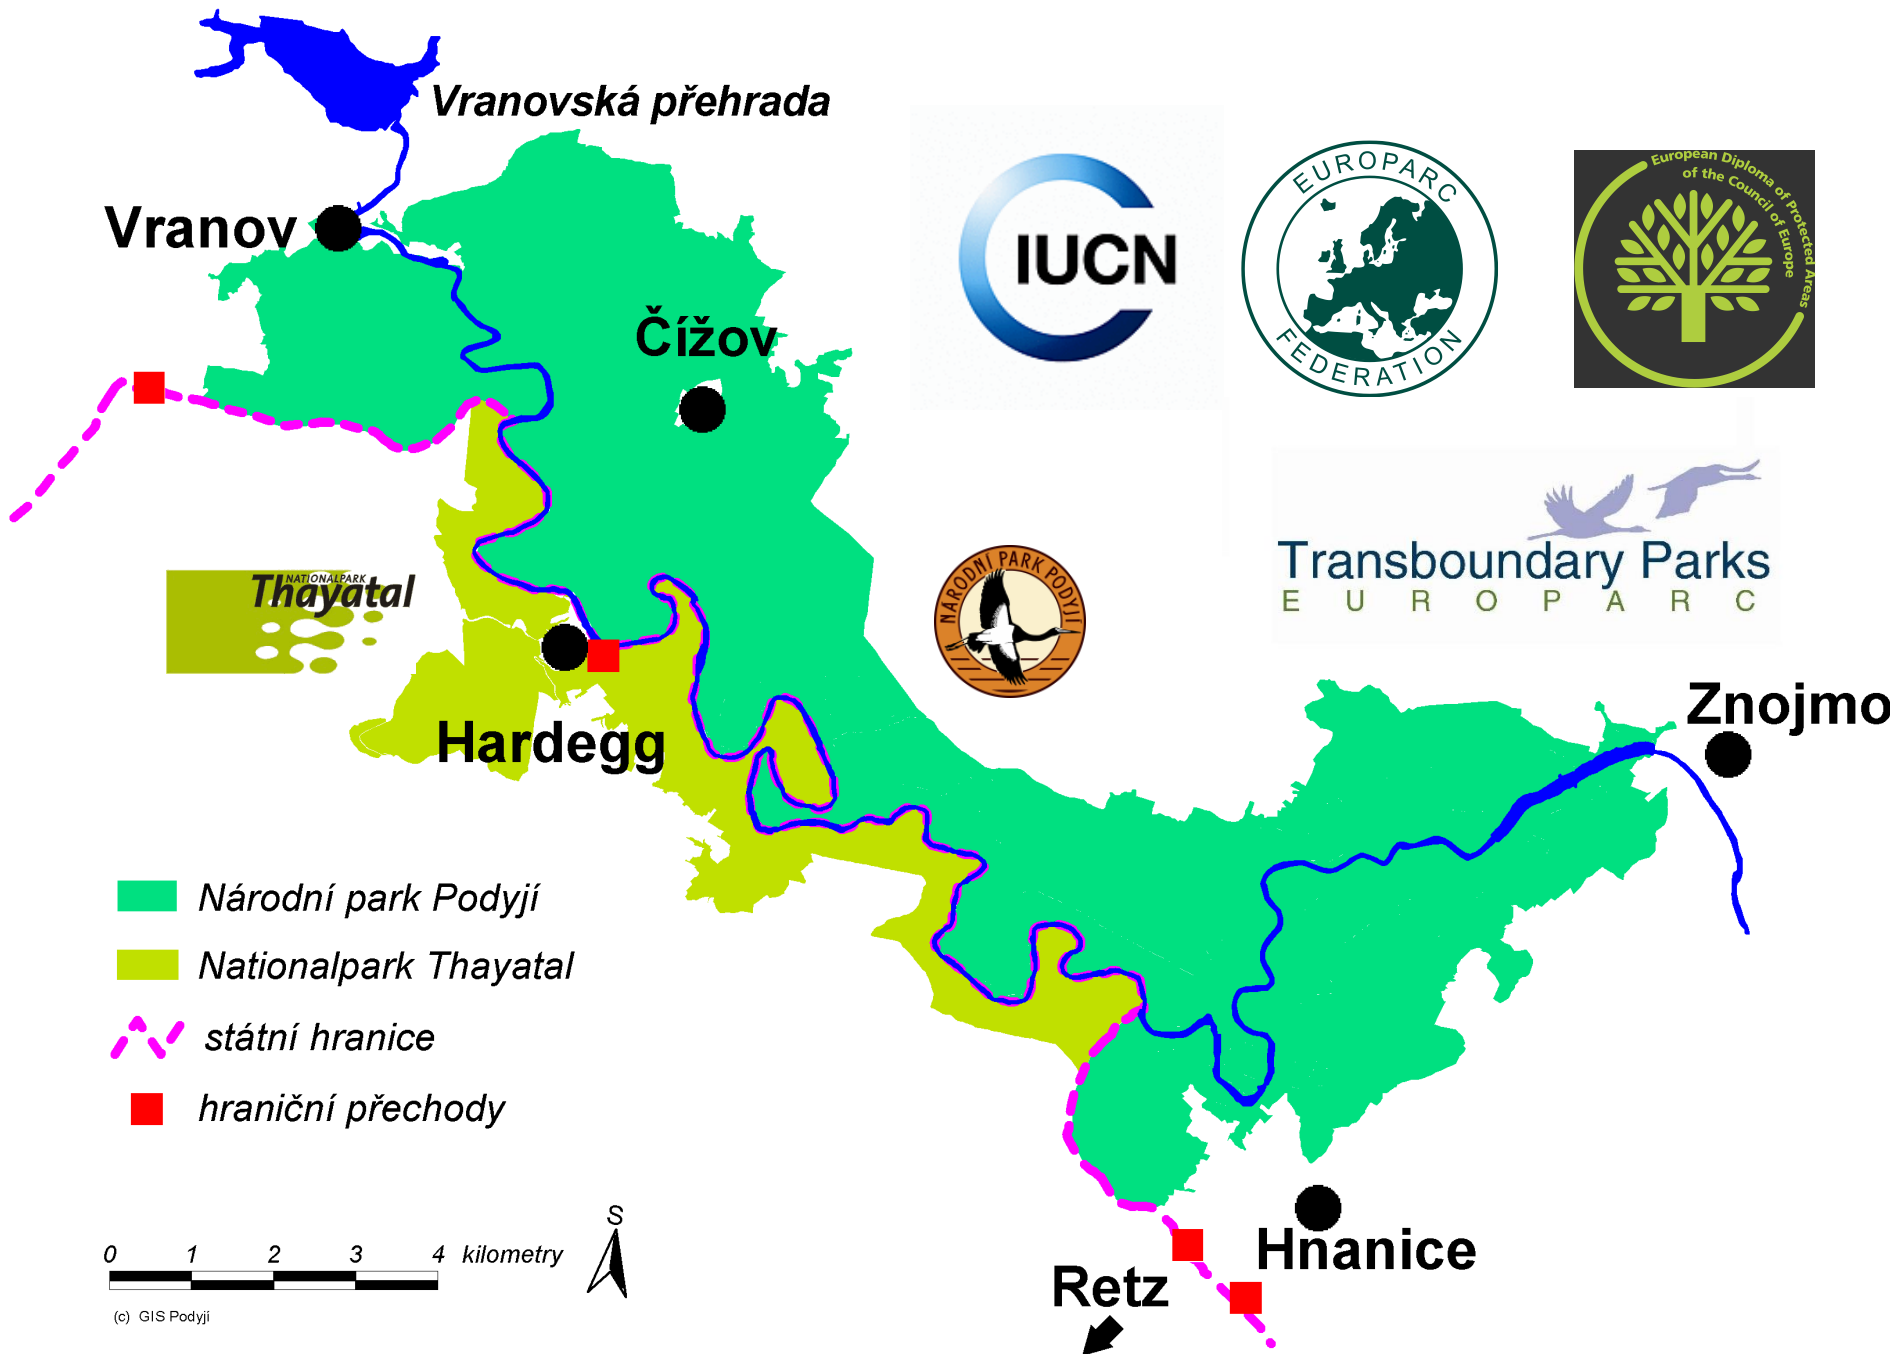 Vranovská přehrada
Vranov
Čížov
IUCN
EUROPARC
FEDERATION
European Diploma of Protected Areas
of the Council of Europe
Transboundary Parks
EUROPARC
NATIONALPARK
Thayatal
NÁRODNÍ PARK PODYJÍ
Hardegg
Znojmo
Národní park Podyjí
Nationalpark Thayatal
státní hranice
hraniční přechody
S
0 1 2 3 4 kilometry
(c) GIS Podyjí
Hnanice
Retz